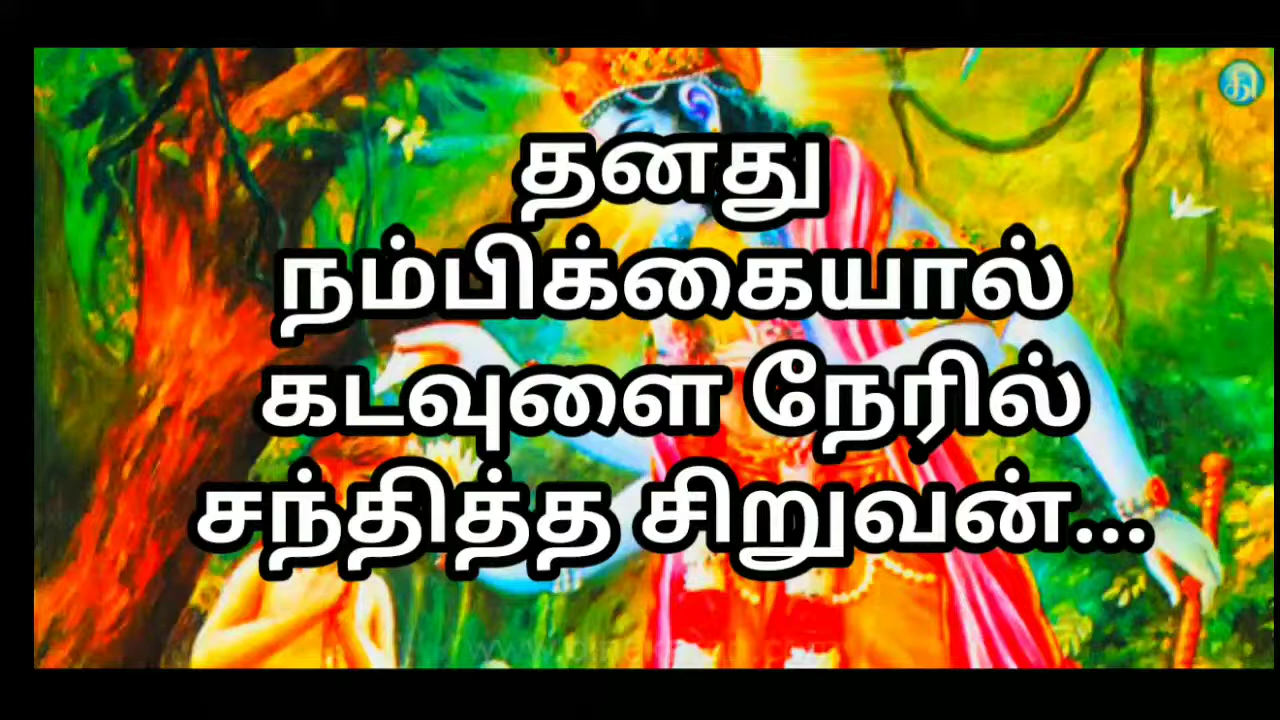 தனது
நம்பிக்கையால்
கடவுளை நேரில்
சந்தித்த சிறுவன்...